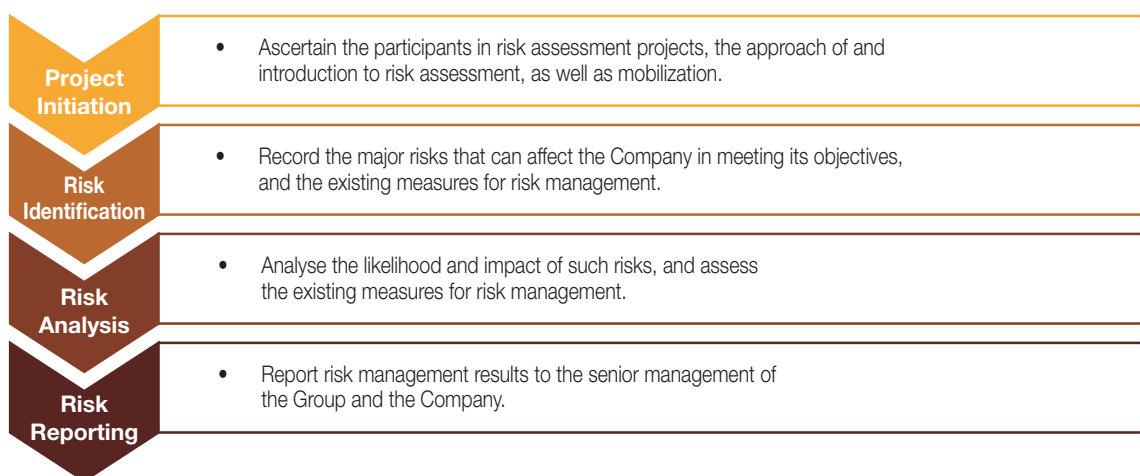 Project
Initiation
• Ascertain the participants in risk assessment projects, the approach of and
introduction to risk assessment, as well as mobilization.
Risk
Identification
• Record the major risks that can affect the Company in meeting its objectives,
and the existing measures for risk management.
Risk
Analysis
• Analyse the likelihood and impact of such risks, and assess
the existing measures for risk management.
Risk
Reporting
• Report risk management results to the senior management of
the Group and the Company.